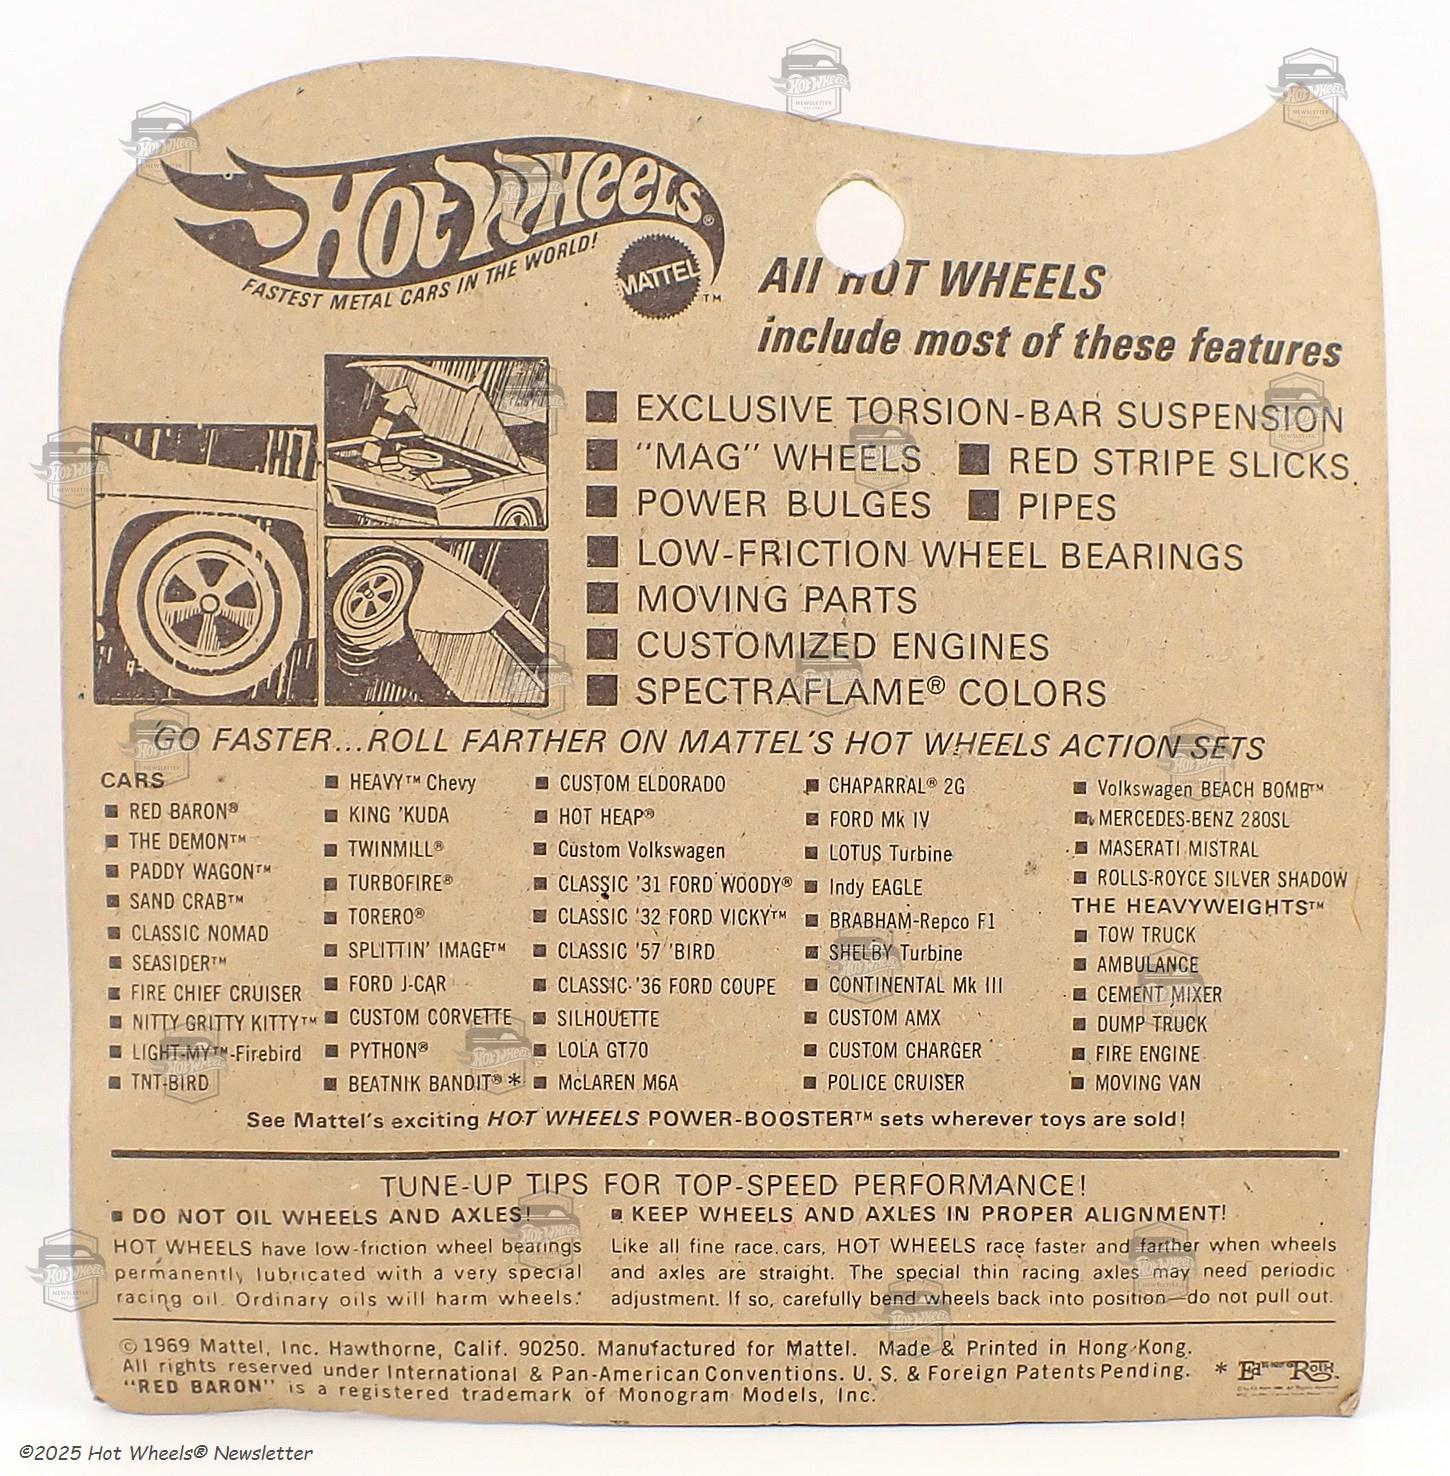 Hot Wheels®
FASTEST METAL CARS IN THE WORLD!
MATTEL™
All HOT WHEELS
include most of these features
■ EXCLUSIVE TORSION-BAR SUSPENSION
■ "MAG" WHEELS ■ RED STRIPE SLICKS
■ POWER BULGES ■ PIPES
■ LOW-FRICTION WHEEL BEARINGS
■ MOVING PARTS
■ CUSTOMIZED ENGINES
■ SPECTRAFLAME® COLORS
GO FASTER...ROLL FARTHER ON MATTEL'S HOT WHEELS ACTION SETS
CARS
■ RED BARON®
■ THE DEMON™
■ PADDY WAGON™
■ SAND CRAB™
■ CLASSIC NOMAD
■ SEASIDER™
■ FIRE CHIEF CRUISER
■ NITTY GRITTY KITTY™
■ LIGHT-MY™-Firebird
■ TNT-BIRD
■ HEAVY™ Chevy
■ KING 'KUDA
■ TWINMILL®
■ TURBOFIRE®
■ TORERO®
■ SPLITTIN' IMAGE™
■ FORD J-CAR
■ CUSTOM CORVETTE
■ PYTHON®
■ BEATNIK BANDIT® *
■ CUSTOM ELDORADO
■ HOT HEAP®
■ Custom Volkswagen
■ CLASSIC '31 FORD WOODY®
■ CLASSIC '32 FORD VICKY™
■ CLASSIC '57 'BIRD
■ CLASSIC '36 FORD COUPE
■ SILHOUETTE
■ LOLA GT70
■ McLAREN M6A
■ CHAPARRAL® 2G
■ FORD Mk IV
■ LOTUS Turbine
■ Indy EAGLE
■ BRABHAM-Repco F1
■ SHELBY Turbine
■ CONTINENTAL Mk III
■ CUSTOM AMX
■ CUSTOM CHARGER
■ POLICE CRUISER
■ Volkswagen BEACH BOMB™
■ MERCEDES-BENZ 280SL
■ MASERATI MISTRAL
■ ROLLS-ROYCE SILVER SHADOW
THE HEAVYWEIGHTS™
■ TOW TRUCK
■ AMBULANCE
■ CEMENT MIXER
■ DUMP TRUCK
■ FIRE ENGINE
■ MOVING VAN
See Mattel's exciting HOT WHEELS POWER-BOOSTER™ sets wherever toys are sold!
TUNE-UP TIPS FOR TOP-SPEED PERFORMANCE!
■ DO NOT OIL WHEELS AND AXLES!
HOT WHEELS have low-friction wheel bearings
permanently lubricated with a very special
racing oil. Ordinary oils will harm wheels.
■ KEEP WHEELS AND AXLES IN PROPER ALIGNMENT!
Like all fine race cars, HOT WHEELS race faster and farther when wheels
and axles are straight. The special thin racing axles may need periodic
adjustment. If so, carefully bend wheels back into position—do not pull out.
©1969 Mattel, Inc. Hawthorne, Calif. 90250. Manufactured for Mattel. Made & Printed in Hong Kong.
All rights reserved under International & Pan-American Conventions. U. S. & Foreign Patents Pending.
"RED BARON" is a registered trademark of Monogram Models, Inc.
* Ed Roth
©2025 Hot Wheels® Newsletter